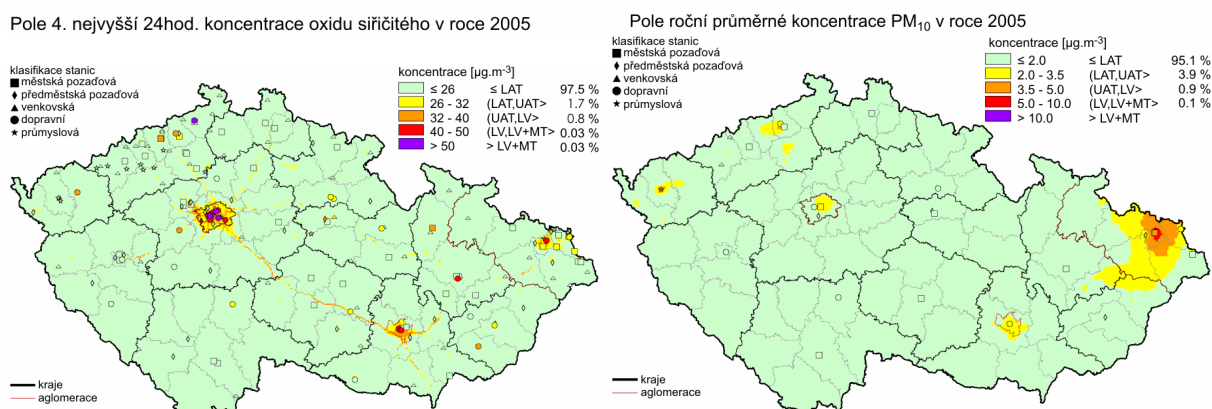 Pole 4. nejvyšší 24hod. koncentrace oxidu siřičitého v roce 2005
klasifikace stanic
městská pozaďová
předměstská pozaďová
venkovská
dopravní
průmyslová
koncentrace [µg.m-3]
≤ 26 ≤ LAT 97.5 %
26 - 32 (LAT,UAT> 1.7 %
32 - 40 (UAT,LV> 0.8 %
40 - 50 (LV,LV+MT> 0.03 %
> 50 > LV+MT 0.03 %
kraje
aglomerace
Pole roční průměrné koncentrace PM10 v roce 2005
klasifikace stanic
městská pozaďová
předměstská pozaďová
venkovská
dopravní
průmyslová
koncentrace [µg.m-3]
≤ 2.0 ≤ LAT 95.1 %
2.0 - 3.5 (LAT,UAT> 3.9 %
3.5 - 5.0 (UAT,LV> 0.9 %
5.0 - 10.0 (LV,LV+MT> 0.1 %
> 10.0 > LV+MT
kraje
aglomerace